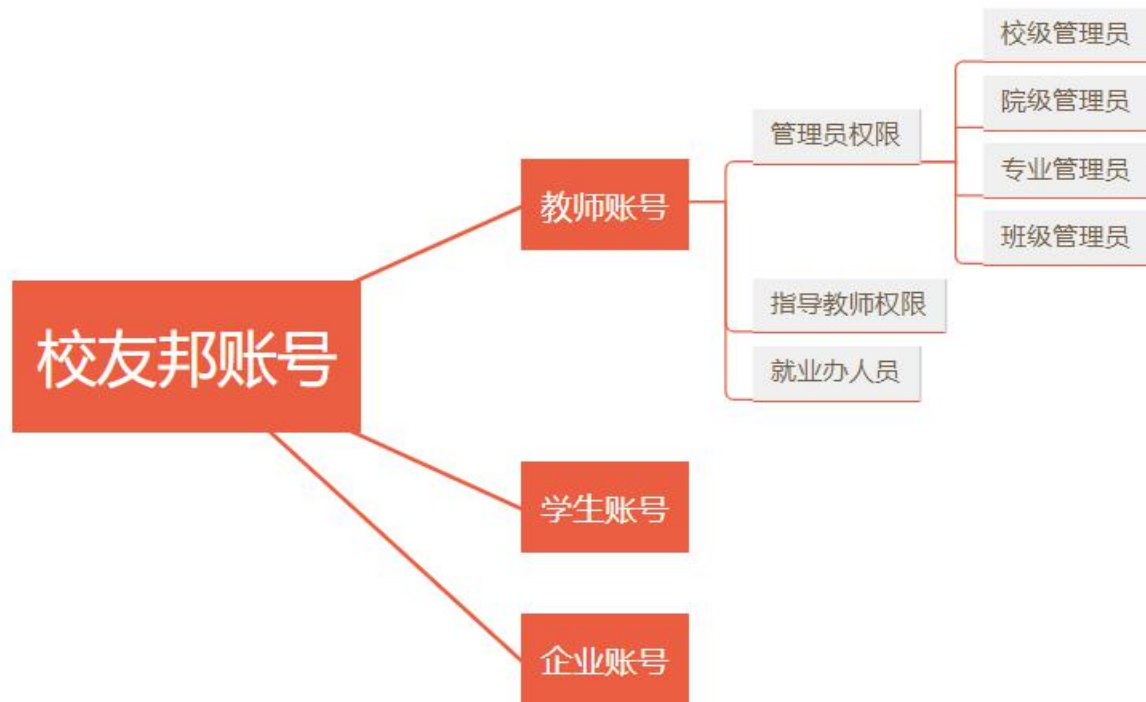 校友邦账号
教师账号
管理员权限
校级管理员
院级管理员
专业管理员
班级管理员
指导教师权限
就业办人员
学生账号
企业账号